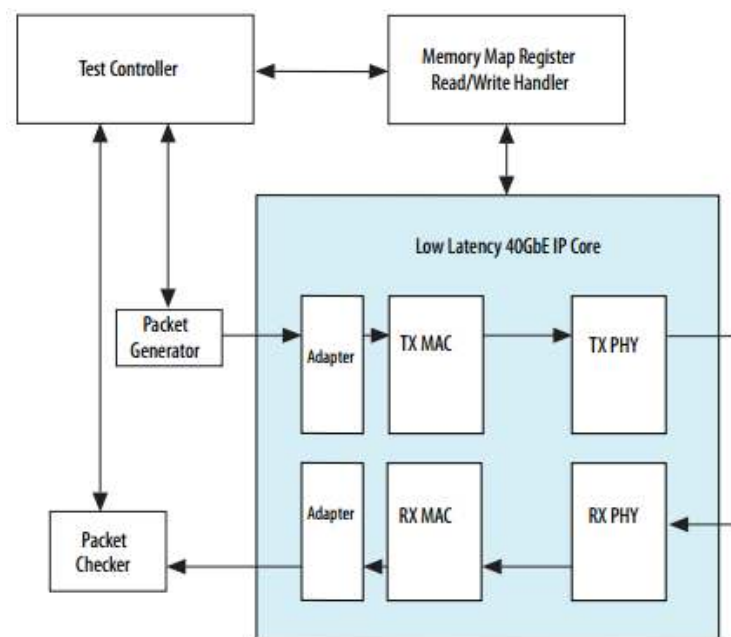 Test Controller
Memory Map Register
Read/Write Handler
Low Latency 40GbE IP Core
Packet
Generator
Adapter
TX MAC
TX PHY
Adapter
RX MAC
RX PHY
Packet
Checker